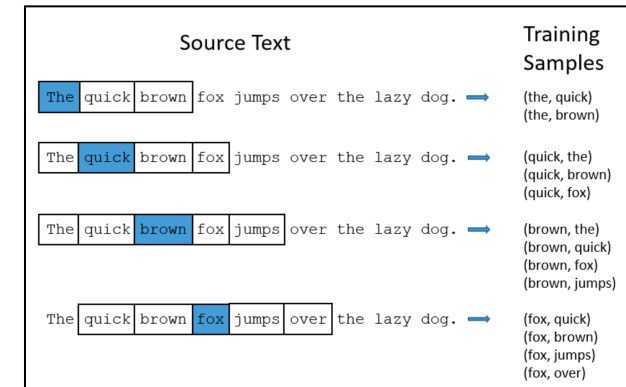 Source Text
Training
Samples
The quick brown fox jumps over the lazy dog.
(the, quick)
(the, brown)
The quick brown fox jumps over the lazy dog.
(quick, the)
(quick, brown)
(quick, fox)
The quick brown fox jumps over the lazy dog.
(brown, the)
(brown, quick)
(brown, fox)
(brown, jumps)
The quick brown fox jumps over the lazy dog.
(fox, quick)
(fox, brown)
(fox, jumps)
(fox, over)